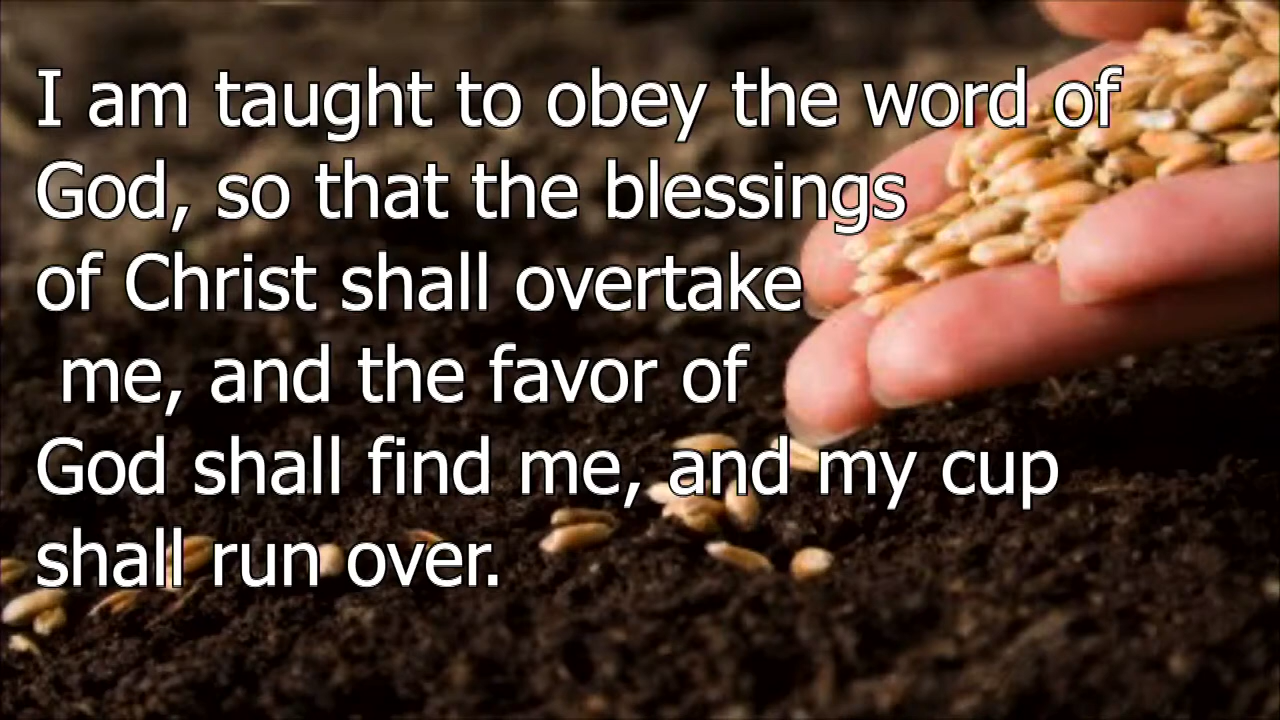 I am taught to obey the word of
God, so that the blessings
of Christ shall overtake
me, and the favor of
God shall find me, and my cup
shall run over.